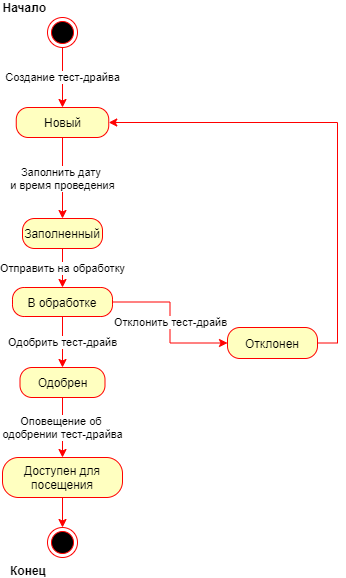 Начало
Создание тест-драйва
Новый
Заполнить дату
и время проведения
Заполненный
Отправить на обработку
В обработке
Отклонить тест-драйв
Одобрить тест-драйв
Отклонен
Одобрен
Оповещение об
одобрении тест-драйва
Доступен для
посещения
Конец